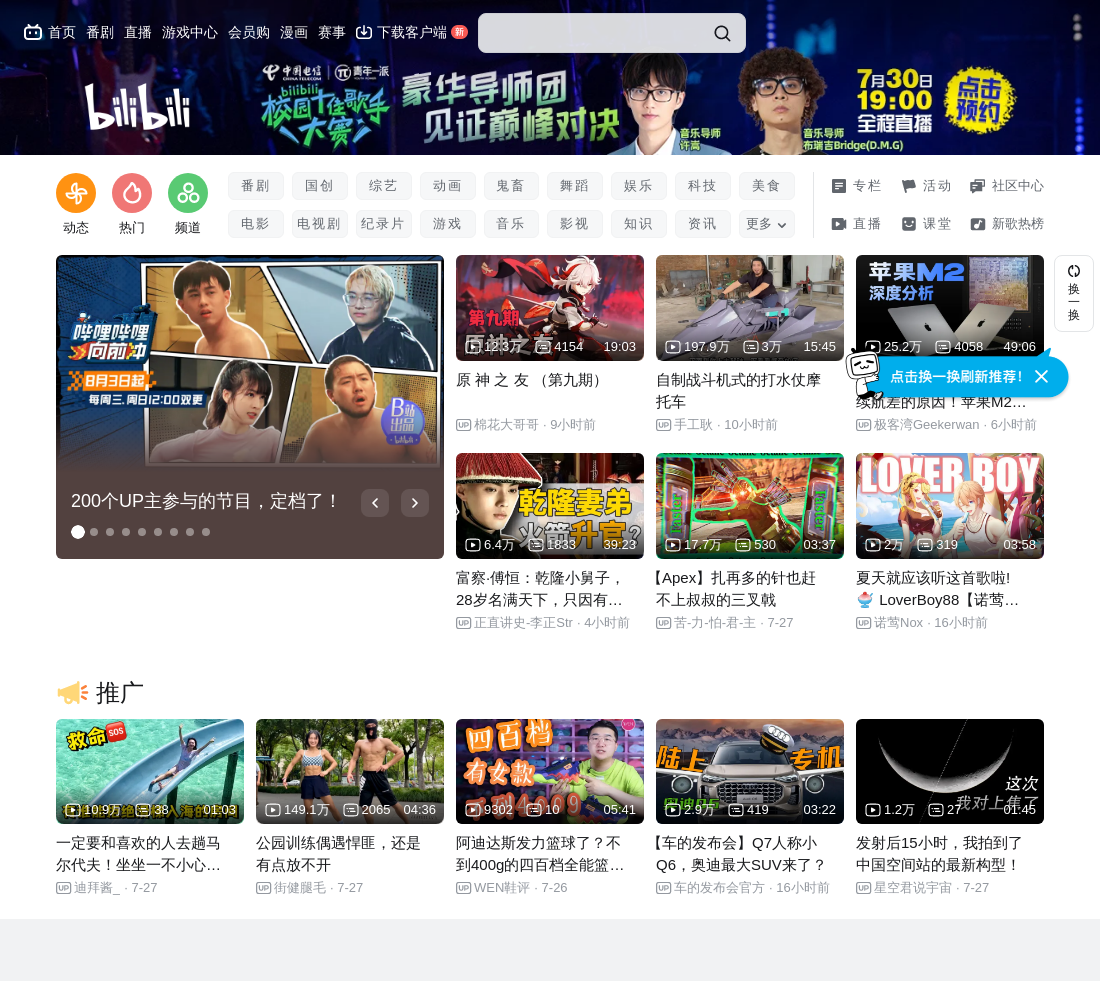 首页 番剧 直播 游戏中心 会员购 漫画 赛事 下载客户端 新
中国电信 CHINA TELECOM 青年一派
bilibili
bilibili
校园十佳歌手
大赛
豪华导师团
见证巅峰对决
音乐导师
许嵩
音乐导师
布瑞吉Bridge(D.M.G)
7月30日
19:00
全程直播
点击
预约
动态 热门 频道
番剧 国创 综艺 动画 鬼畜 舞蹈 娱乐 科技 美食
电影 电视剧 纪录片 游戏 音乐 影视 知识 资讯 更多
专栏 活动 社区中心
直播 课堂 新歌热榜
哔哩哔哩
向前冲
8月3日起
每周三、周日12:00双更
B站
出品
bilibili
200个UP主参与的节目，定档了！
第九期
原神之友
12.3万 4154 19:03
原 神 之 友 （第九期）
UP 棉花大哥哥 · 9小时前
197.9万 3万 15:45
自制战斗机式的打水仗摩
托车
UP 手工耿 · 10小时前
苹果M2
深度分析
25.2万 4058 49:06
续航差的原因！苹果M2…
UP 极客湾Geekerwan · 6小时前
换
一
换
点击换一换刷新推荐！
乾隆妻弟
火箭升官？
6.4万 1833 39:23
富察·傅恒：乾隆小舅子，
28岁名满天下，只因有…
UP 正直讲史-李正Str · 4小时前
17.7万 530 03:37
【Apex】扎再多的针也赶
不上叔叔的三叉戟
UP 苦-力-怕-君-主 · 7-27
LOVER BOY
2万 319 03:58
夏天就应该听这首歌啦!
🍧 LoverBoy88【诺莺…
UP 诺莺Nox · 16小时前
推广
救命
SOS
10.9万 38 01:03
一定要和喜欢的人去趟马
尔代夫！坐坐一不小心…
UP 迪拜酱_ · 7-27
149.1万 2065 04:36
公园训练偶遇悍匪，还是
有点放不开
UP 街健腿毛 · 7-27
四百档
有女款
9302 10 05:41
阿迪达斯发力篮球了？不
到400g的四百档全能篮…
UP WEN鞋评 · 7-26
陆上 专机
2.9万 419 03:22
【车的发布会】Q7人称小
Q6，奥迪最大SUV来了？
UP 车的发布会官方 · 16小时前
这次
我对上焦了
1.2万 27 01:45
发射后15小时，我拍到了
中国空间站的最新构型！
UP 星空君说宇宙 · 7-27